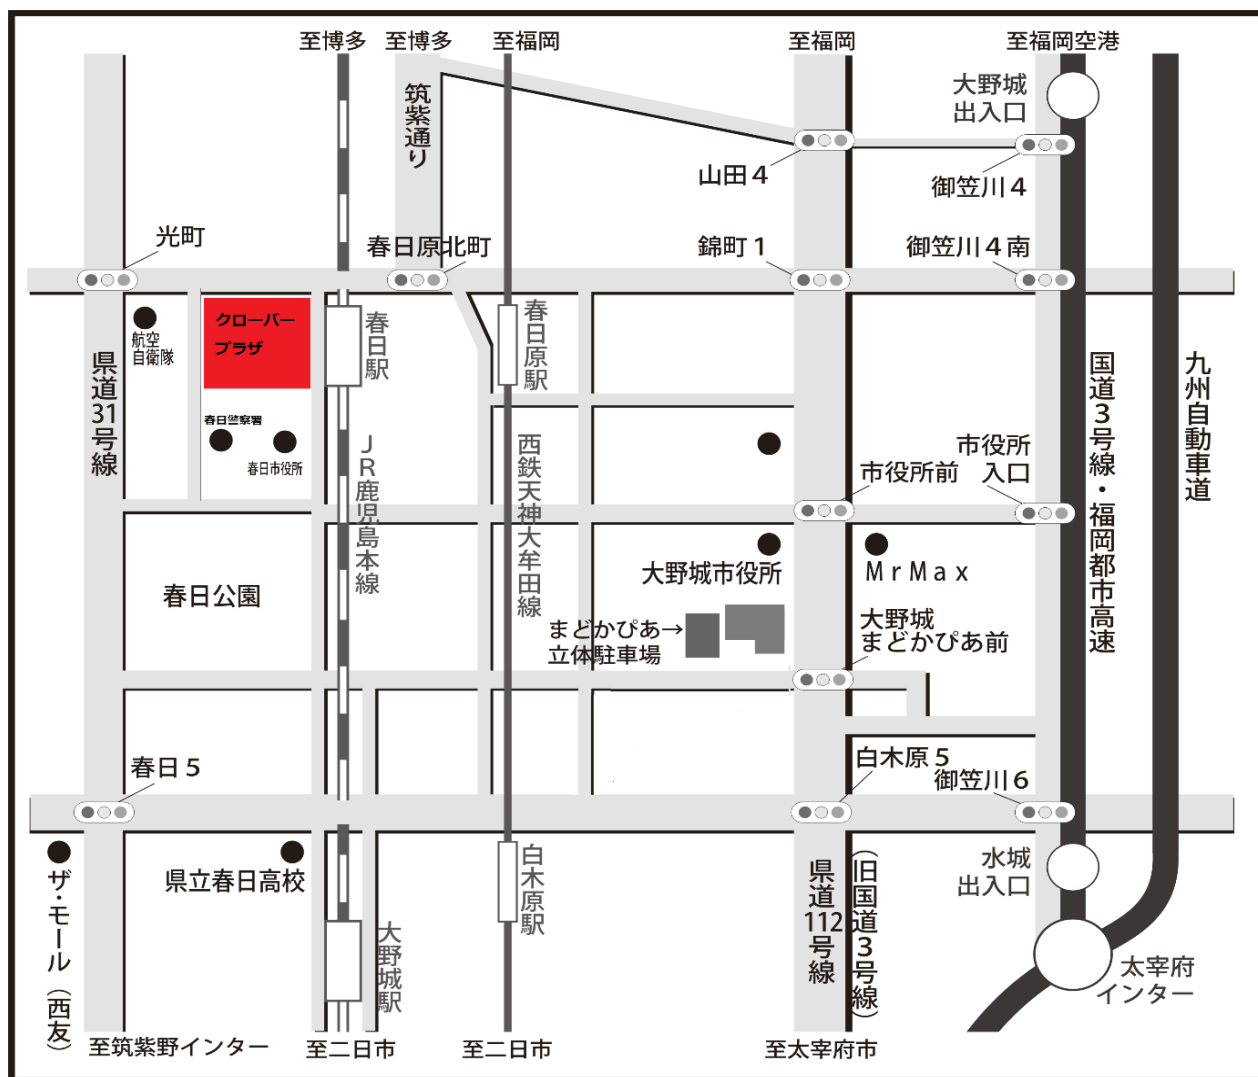 至博多
至博多
至福岡
至福岡
至福岡空港
大野城
出入口
筑紫通り
山田4
御笠川4
光町
春日原北町
錦町1
御笠川4南
クローバー
プラザ
航空
自衛隊
春日駅
春日原駅
県道31号線
国道3号線・福岡都市高速
九州自動車道
春日警察署
春日市役所
JR鹿児島本線
西鉄天神大牟田線
市役所前
市役所
入口
大野城市役所
MrMax
春日公園
まどかぴあ→
立体駐車場
大野城
まどかぴあ前
春日5
白木原5
御笠川6
県立春日高校
ザ・モール(西友)
白木原駅
大野城駅
県道112号線
(旧国道3号線)
水城
出入口
太宰府
インター
至筑紫野インター
至二日市
至二日市
至太宰府市